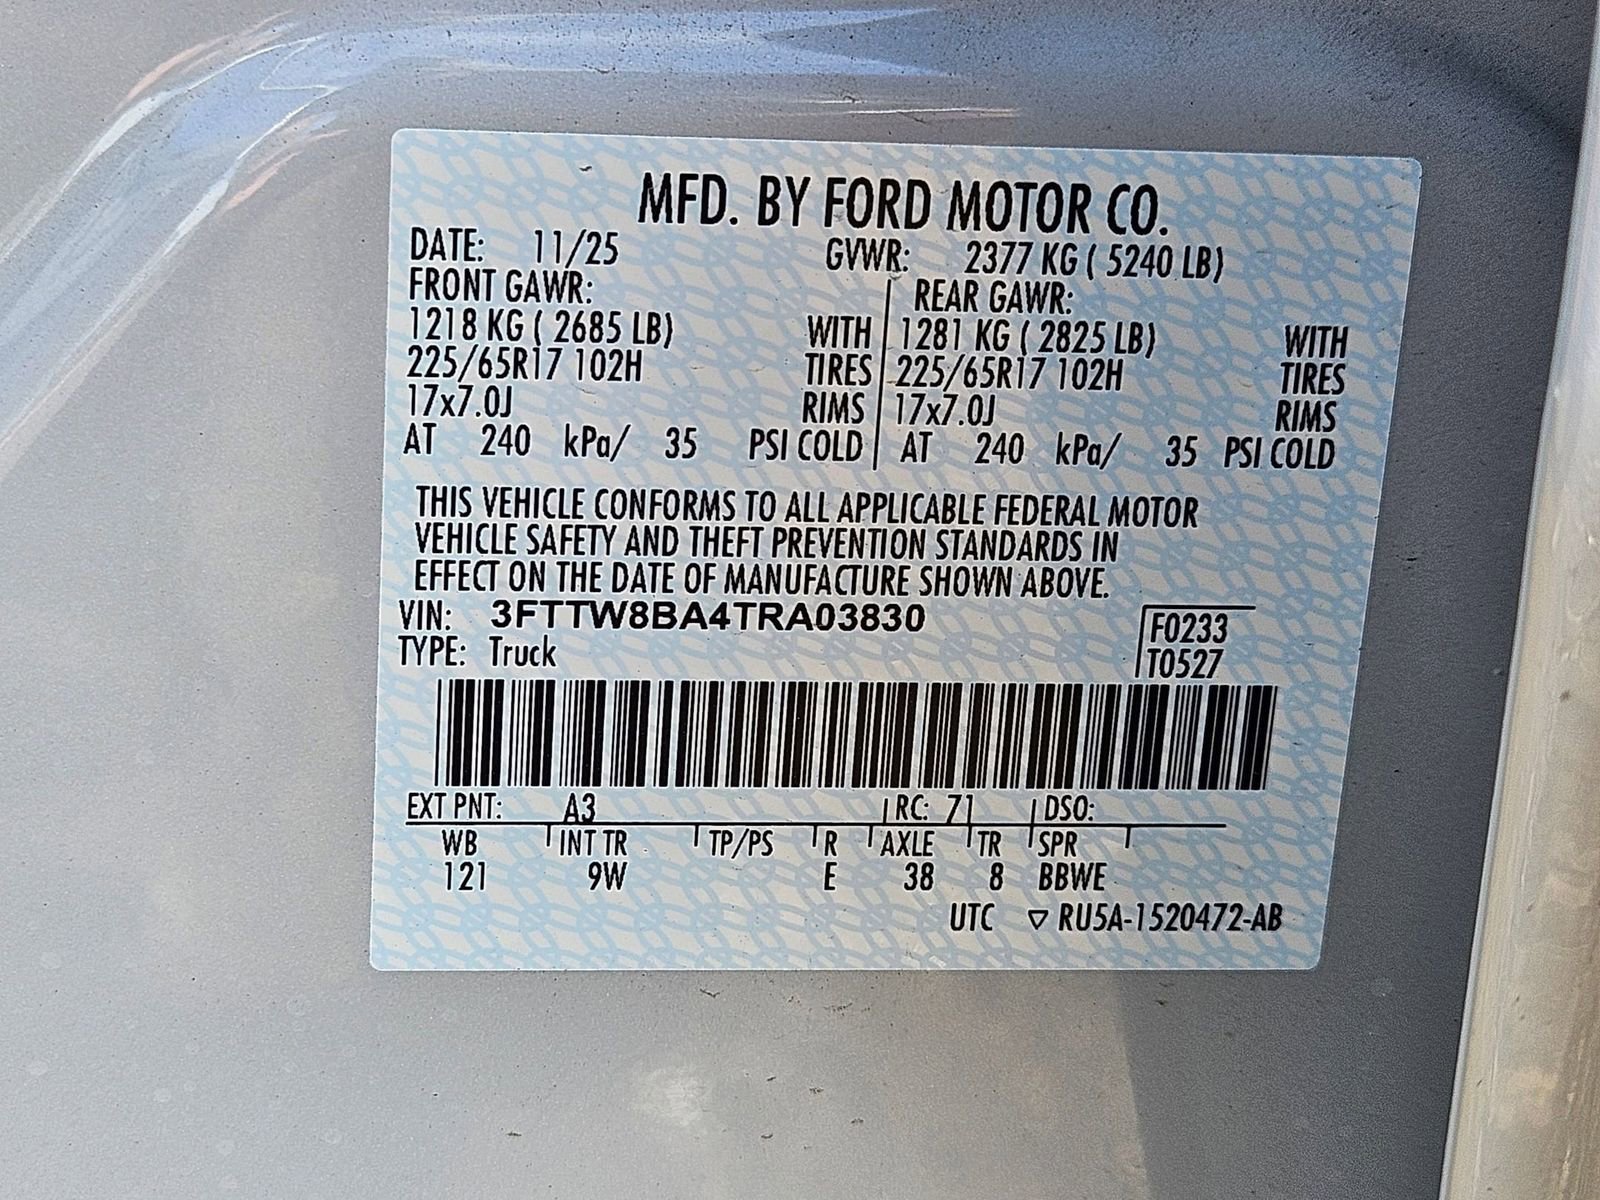 MFD. BY FORD MOTOR CO.
DATE: 11/25 GVWR: 2377 KG ( 5240 LB)
FRONT GAWR: REAR GAWR:
1218 KG ( 2685 LB) WITH 1281 KG ( 2825 LB) WITH
225/65R17 102H TIRES 225/65R17 102H TIRES
17x7.0J RIMS 17x7.0J RIMS
AT 240 kPa/ 35 PSI COLD AT 240 kPa/ 35 PSI COLD
THIS VEHICLE CONFORMS TO ALL APPLICABLE FEDERAL MOTOR
VEHICLE SAFETY AND THEFT PREVENTION STANDARDS IN
EFFECT ON THE DATE OF MANUFACTURE SHOWN ABOVE.
VIN: 3FTTW8BA4TRA03830 F0233
TYPE: Truck T0527
EXT PNT: A3 RC: 71 DSO:
WB INT TR TP/PS R AXLE TR SPR
121 9W E 38 8 BBWE
UTC ▽ RU5A-1520472-AB